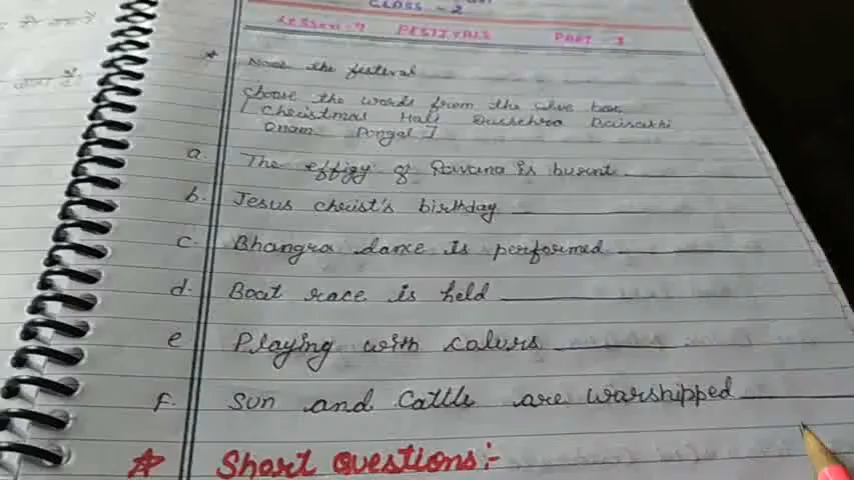 CLASS - 2
Lesson-4 FESTIVALS PART - 1
* Name the festival
Choose the words from the clue box
[Christmas Holi Dussehra Baisakhi
Onam Pongal]
a. The effigy of Ravana is burnt
b. Jesus christ's birthday
c. Bhangra dance is performed
d. Boat race is held
e Playing with colours
f. Sun and Cattle are warshipped
Short Questions:-